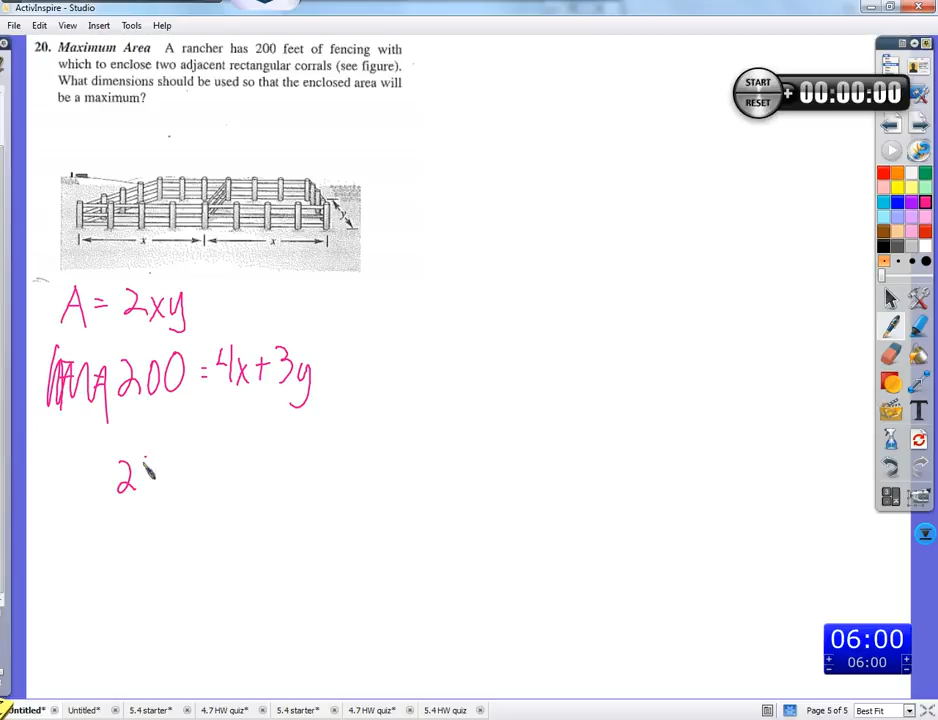 ActivInspire - Studio
File Edit View Insert Tools Help
20. Maximum Area A rancher has 200 feet of fencing with
which to enclose two adjacent rectangular corrals (see figure).
What dimensions should be used so that the enclosed area will
be a maximum?
START
RESET
+ 00:00:00
y
x x
A = 2xy
200 = 4x + 3y
2
T
06:00
06:00
Untitled* Untitled* 5.4 starter* 4.7 HW quiz* 5.4 starter* 4.7 HW quiz* 5.4 HW quiz Page 5 of 5 Best Fit